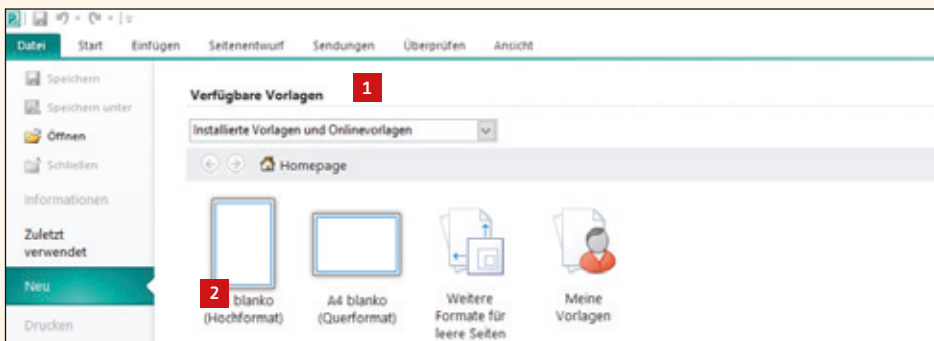 P
Datei Start Einfügen Seitenentwurf Sendungen Überprüfen Ansicht
Speichern
Speichern unter
Öffnen
Schließen
Informationen
Zuletzt
verwendet
Neu
Drucken
Verfügbare Vorlagen 1
Installierte Vorlagen und Onlinevorlagen
Homepage
2 blanko
(Hochformat)
A4 blanko
(Querformat)
Weitere
Formate für
leere Seiten
Meine
Vorlagen